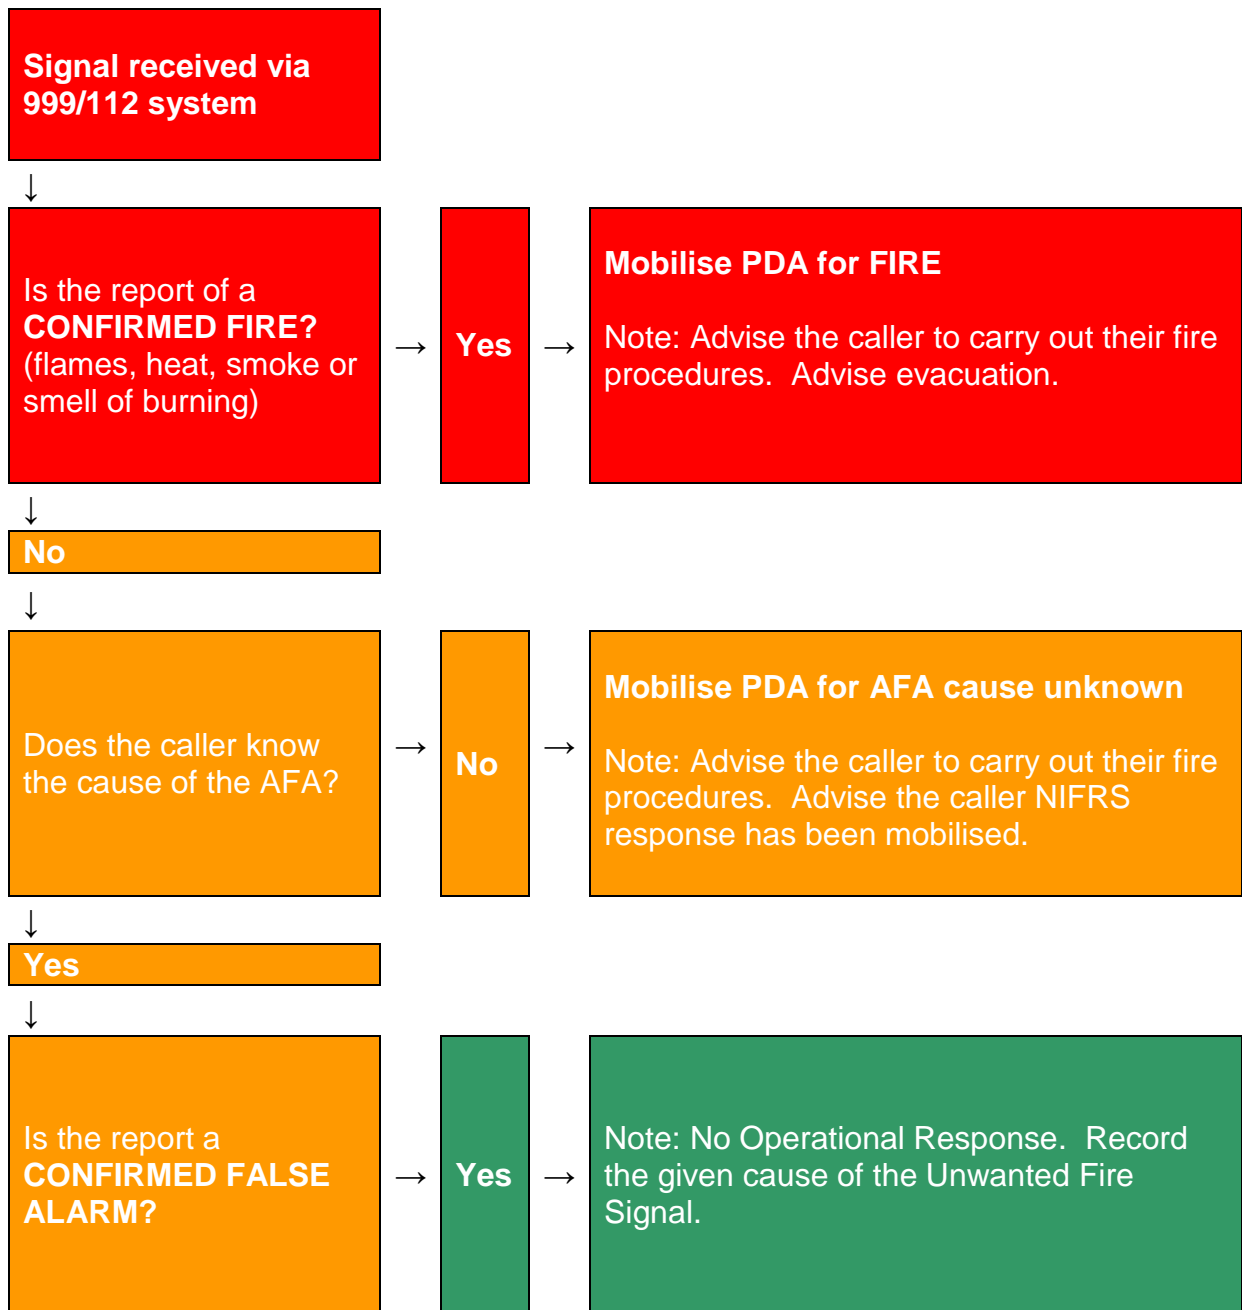 Signal received via
999/112 system
↓
Is the report of a
CONFIRMED FIRE?
(flames, heat, smoke or
smell of burning)
→
Yes
→
Mobilise PDA for FIRE
Note: Advise the caller to carry out their fire
procedures.  Advise evacuation.
↓
No
↓
Does the caller know
the cause of the AFA?
→
No
→
Mobilise PDA for AFA cause unknown
Note: Advise the caller to carry out their fire
procedures.  Advise the caller NIFRS
response has been mobilised.
↓
Yes
↓
Is the report a
CONFIRMED FALSE
ALARM?
→
Yes
→
Note: No Operational Response.  Record
the given cause of the Unwanted Fire
Signal.